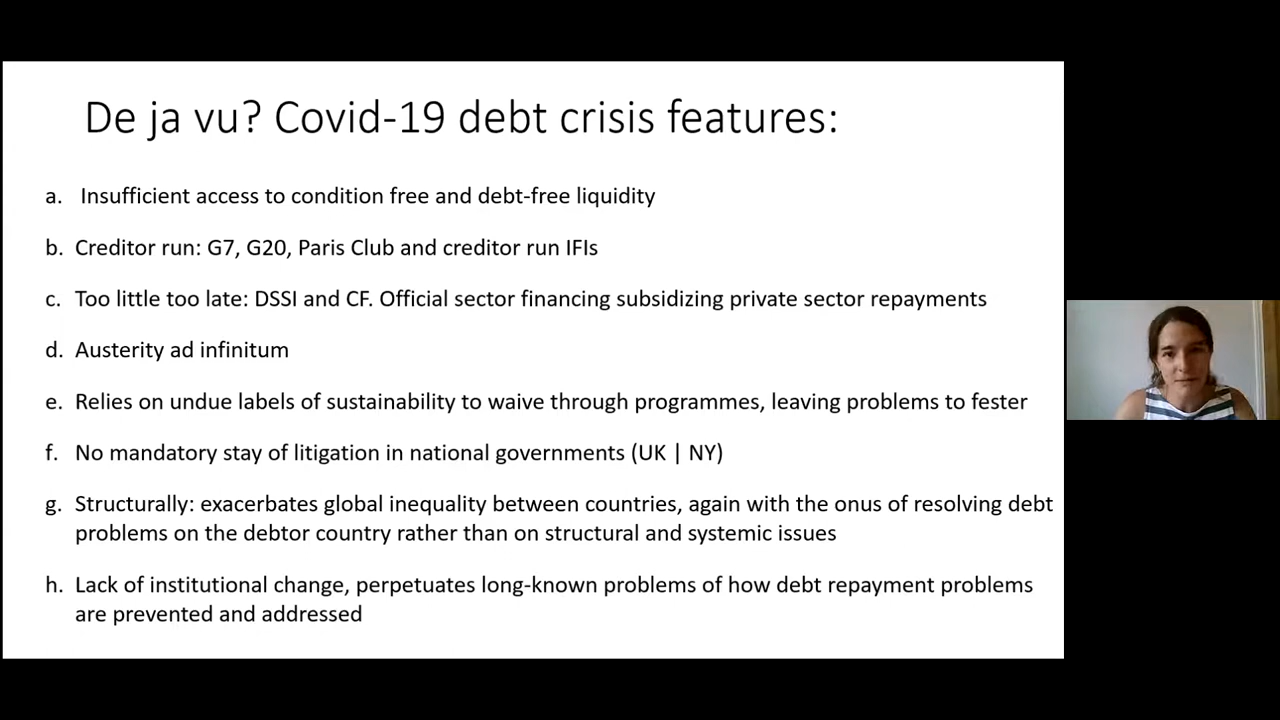 De ja vu? Covid-19 debt crisis features:
a. Insufficient access to condition free and debt-free liquidity
b. Creditor run: G7, G20, Paris Club and creditor run IFIs
c. Too little too late: DSSI and CF. Official sector financing subsidizing private sector repayments
d. Austerity ad infinitum
e. Relies on undue labels of sustainability to waive through programmes, leaving problems to fester
f. No mandatory stay of litigation in national governments (UK | NY)
g. Structurally: exacerbates global inequality between countries, again with the onus of resolving debt
problems on the debtor country rather than on structural and systemic issues
h. Lack of institutional change, perpetuates long-known problems of how debt repayment problems
are prevented and addressed